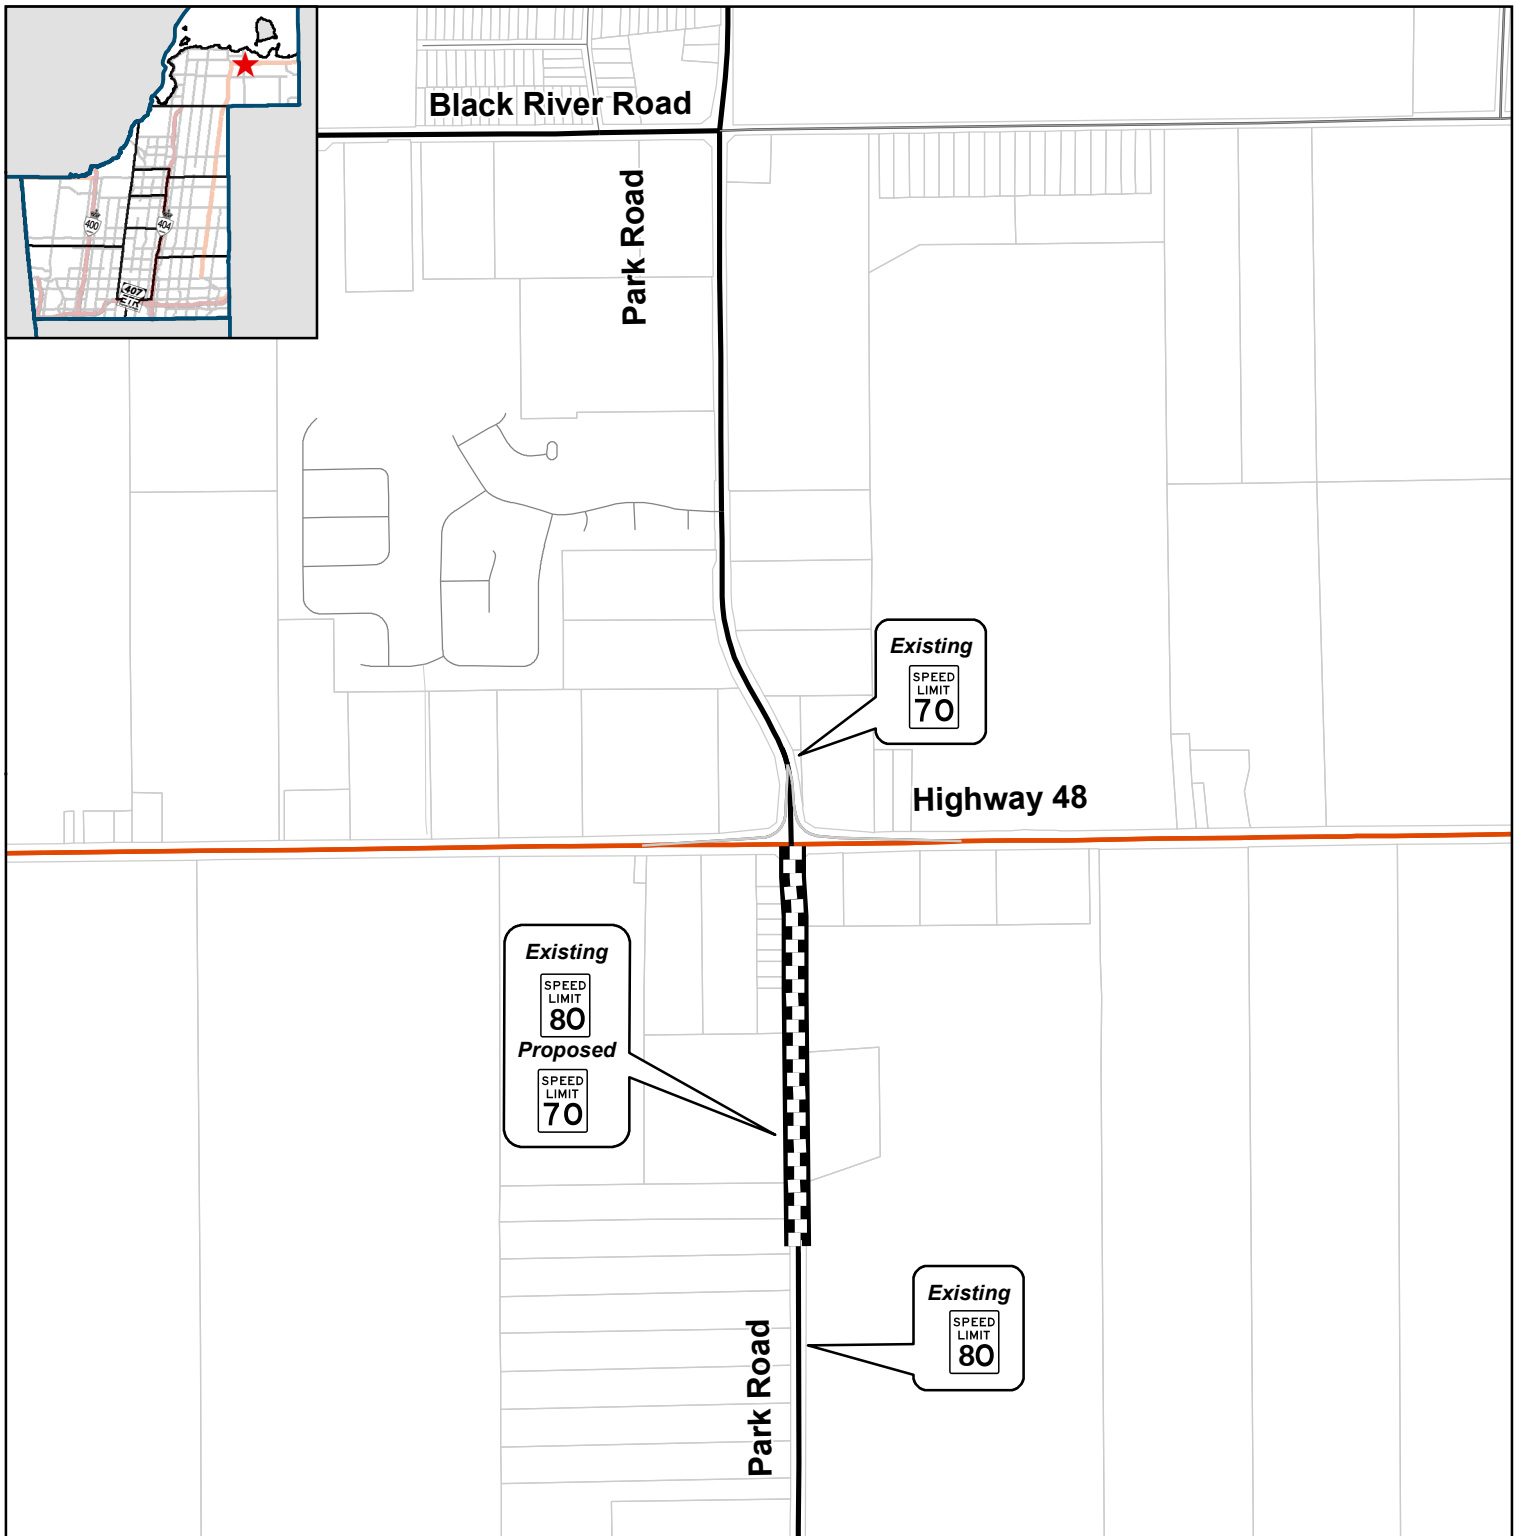 Black River Road
Park Road
400
404
407
ETR
Existing
SPEED
LIMIT
70
Highway 48
Existing
SPEED
LIMIT
80
Proposed
SPEED
LIMIT
70
Existing
SPEED
LIMIT
80
Park Road